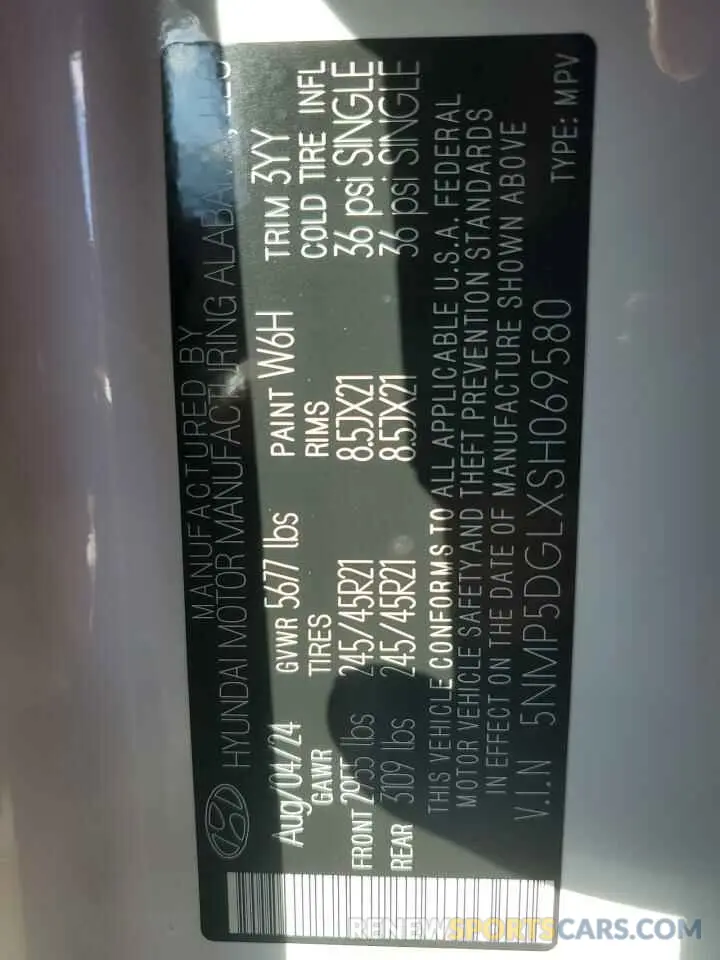 MANUFACTURED BY
HYUNDAI MOTOR MANUFACTURING ALABAMA, LLC
Aug/04/24 GVWR 5677 lbs PAINT W6H TRIM 3YY
GAWR TIRES RIMS COLD TIRE INFL
FRONT 2955 lbs 245/45R21 8.5JX21 36 psi SINGLE
REAR 3109 lbs 245/45R21 8.5JX21 36 psi SINGLE
THIS VEHICLE CONFORMS TO ALL APPLICABLE U.S.A. FEDERAL
MOTOR VEHICLE SAFETY AND THEFT PREVENTION STANDARDS
IN EFFECT ON THE DATE OF MANUFACTURE SHOWN ABOVE
V.I.N 5NMP5DGLXSH069580 TYPE: MPV
RENEWSPORTSCARS.COM